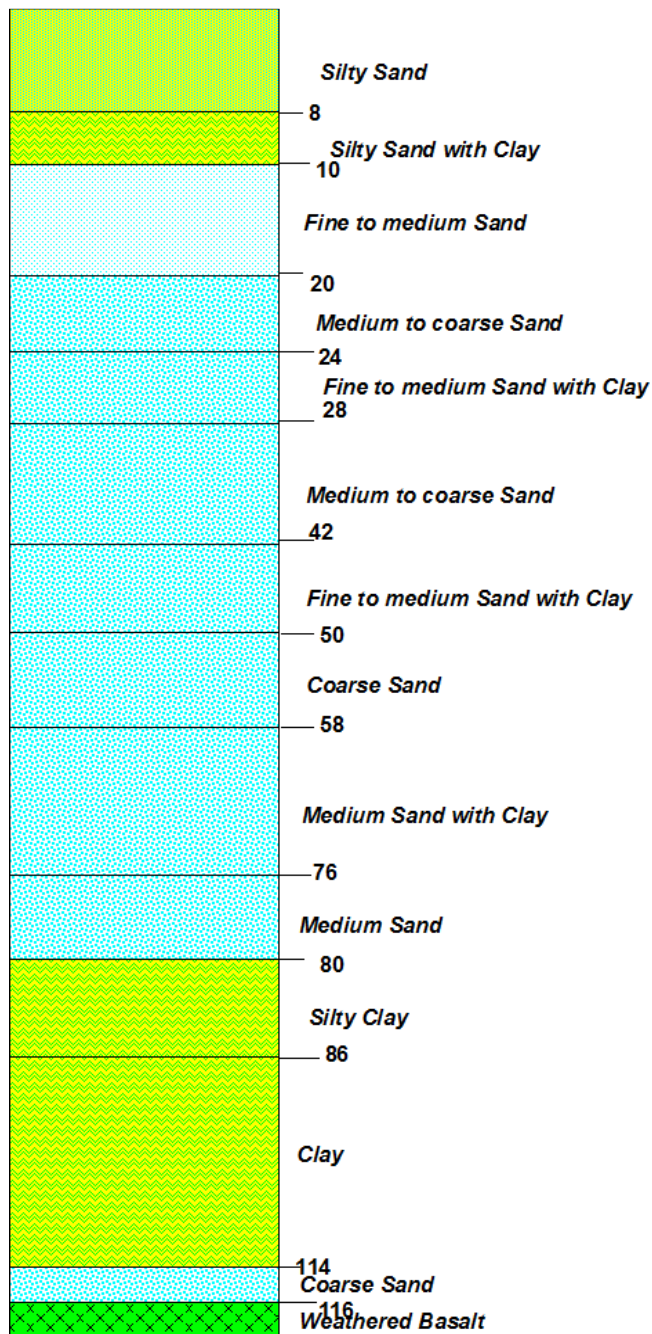 Silty Sand
8
Silty Sand with Clay
10
Fine to medium Sand
20
Medium to coarse Sand
24
Fine to medium Sand with Clay
28
Medium to coarse Sand
42
Fine to medium Sand with Clay
50
Coarse Sand
58
Medium Sand with Clay
76
Medium Sand
80
Silty Clay
86
Clay
114
Coarse Sand
116
Weathered Basalt